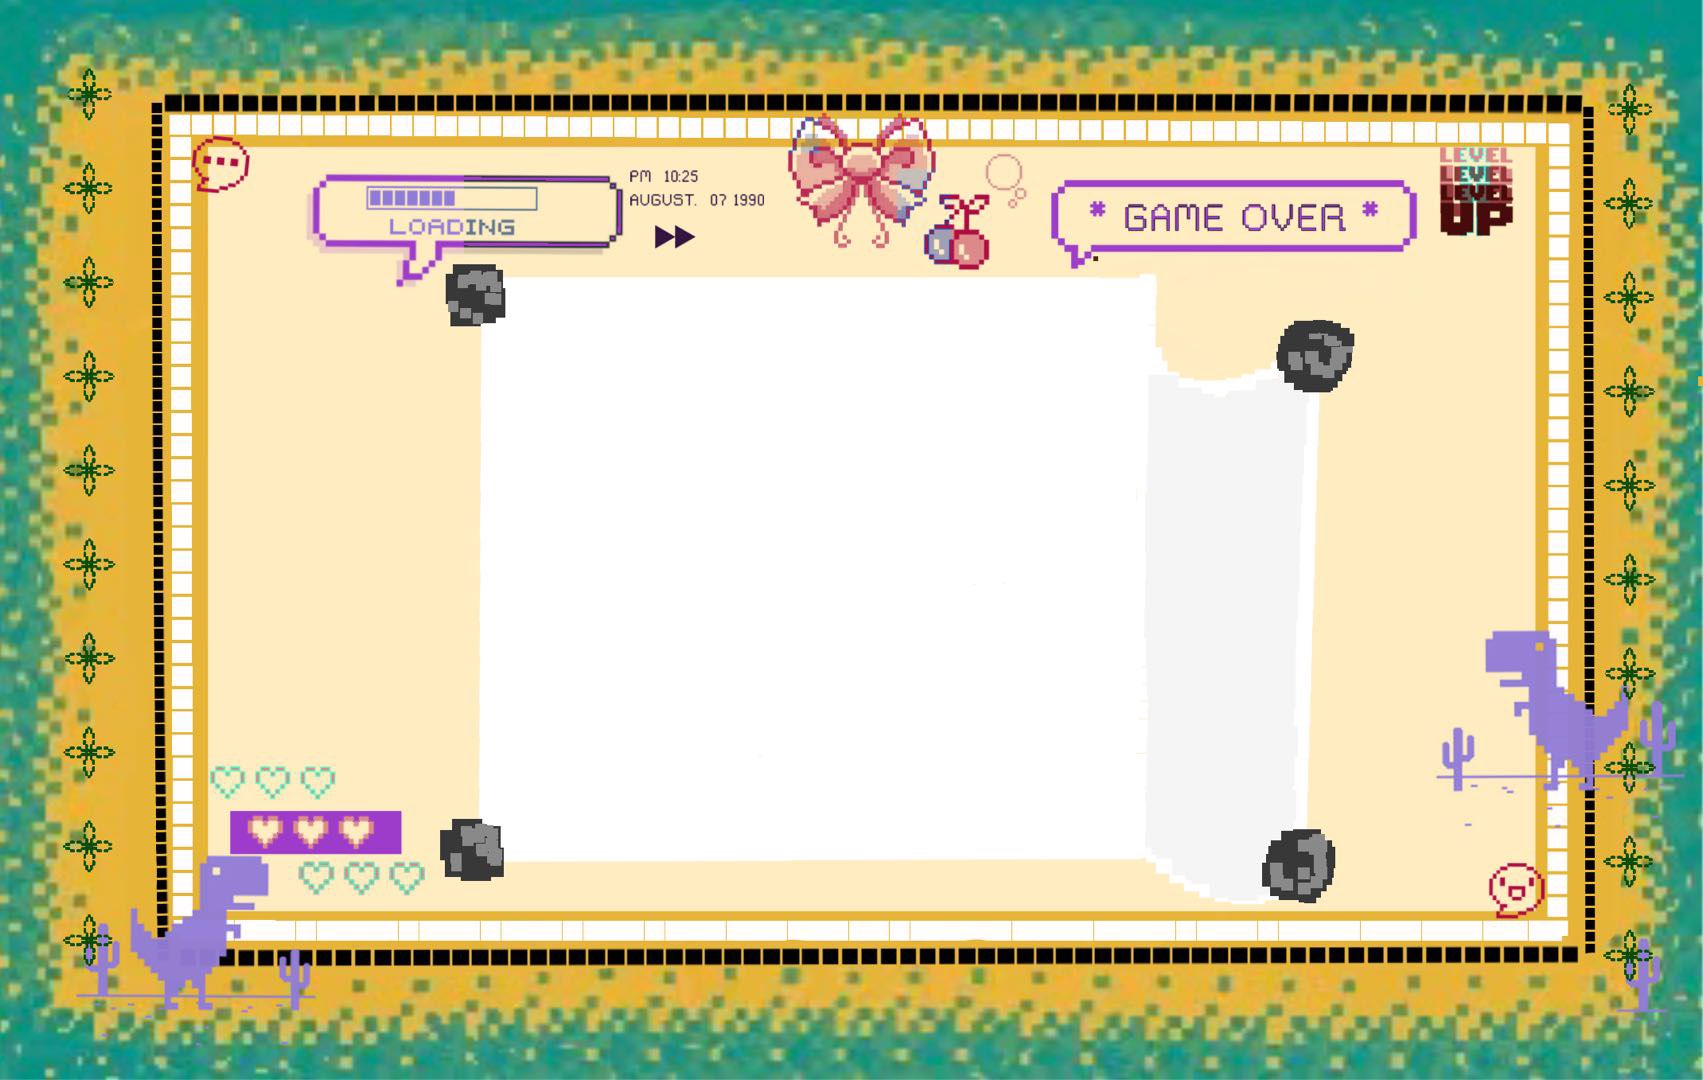 PM 10:25
AUGUST. 07 1990
LOADING
* GAME OVER *
LEVEL
LEVEL
LEVEL
UP